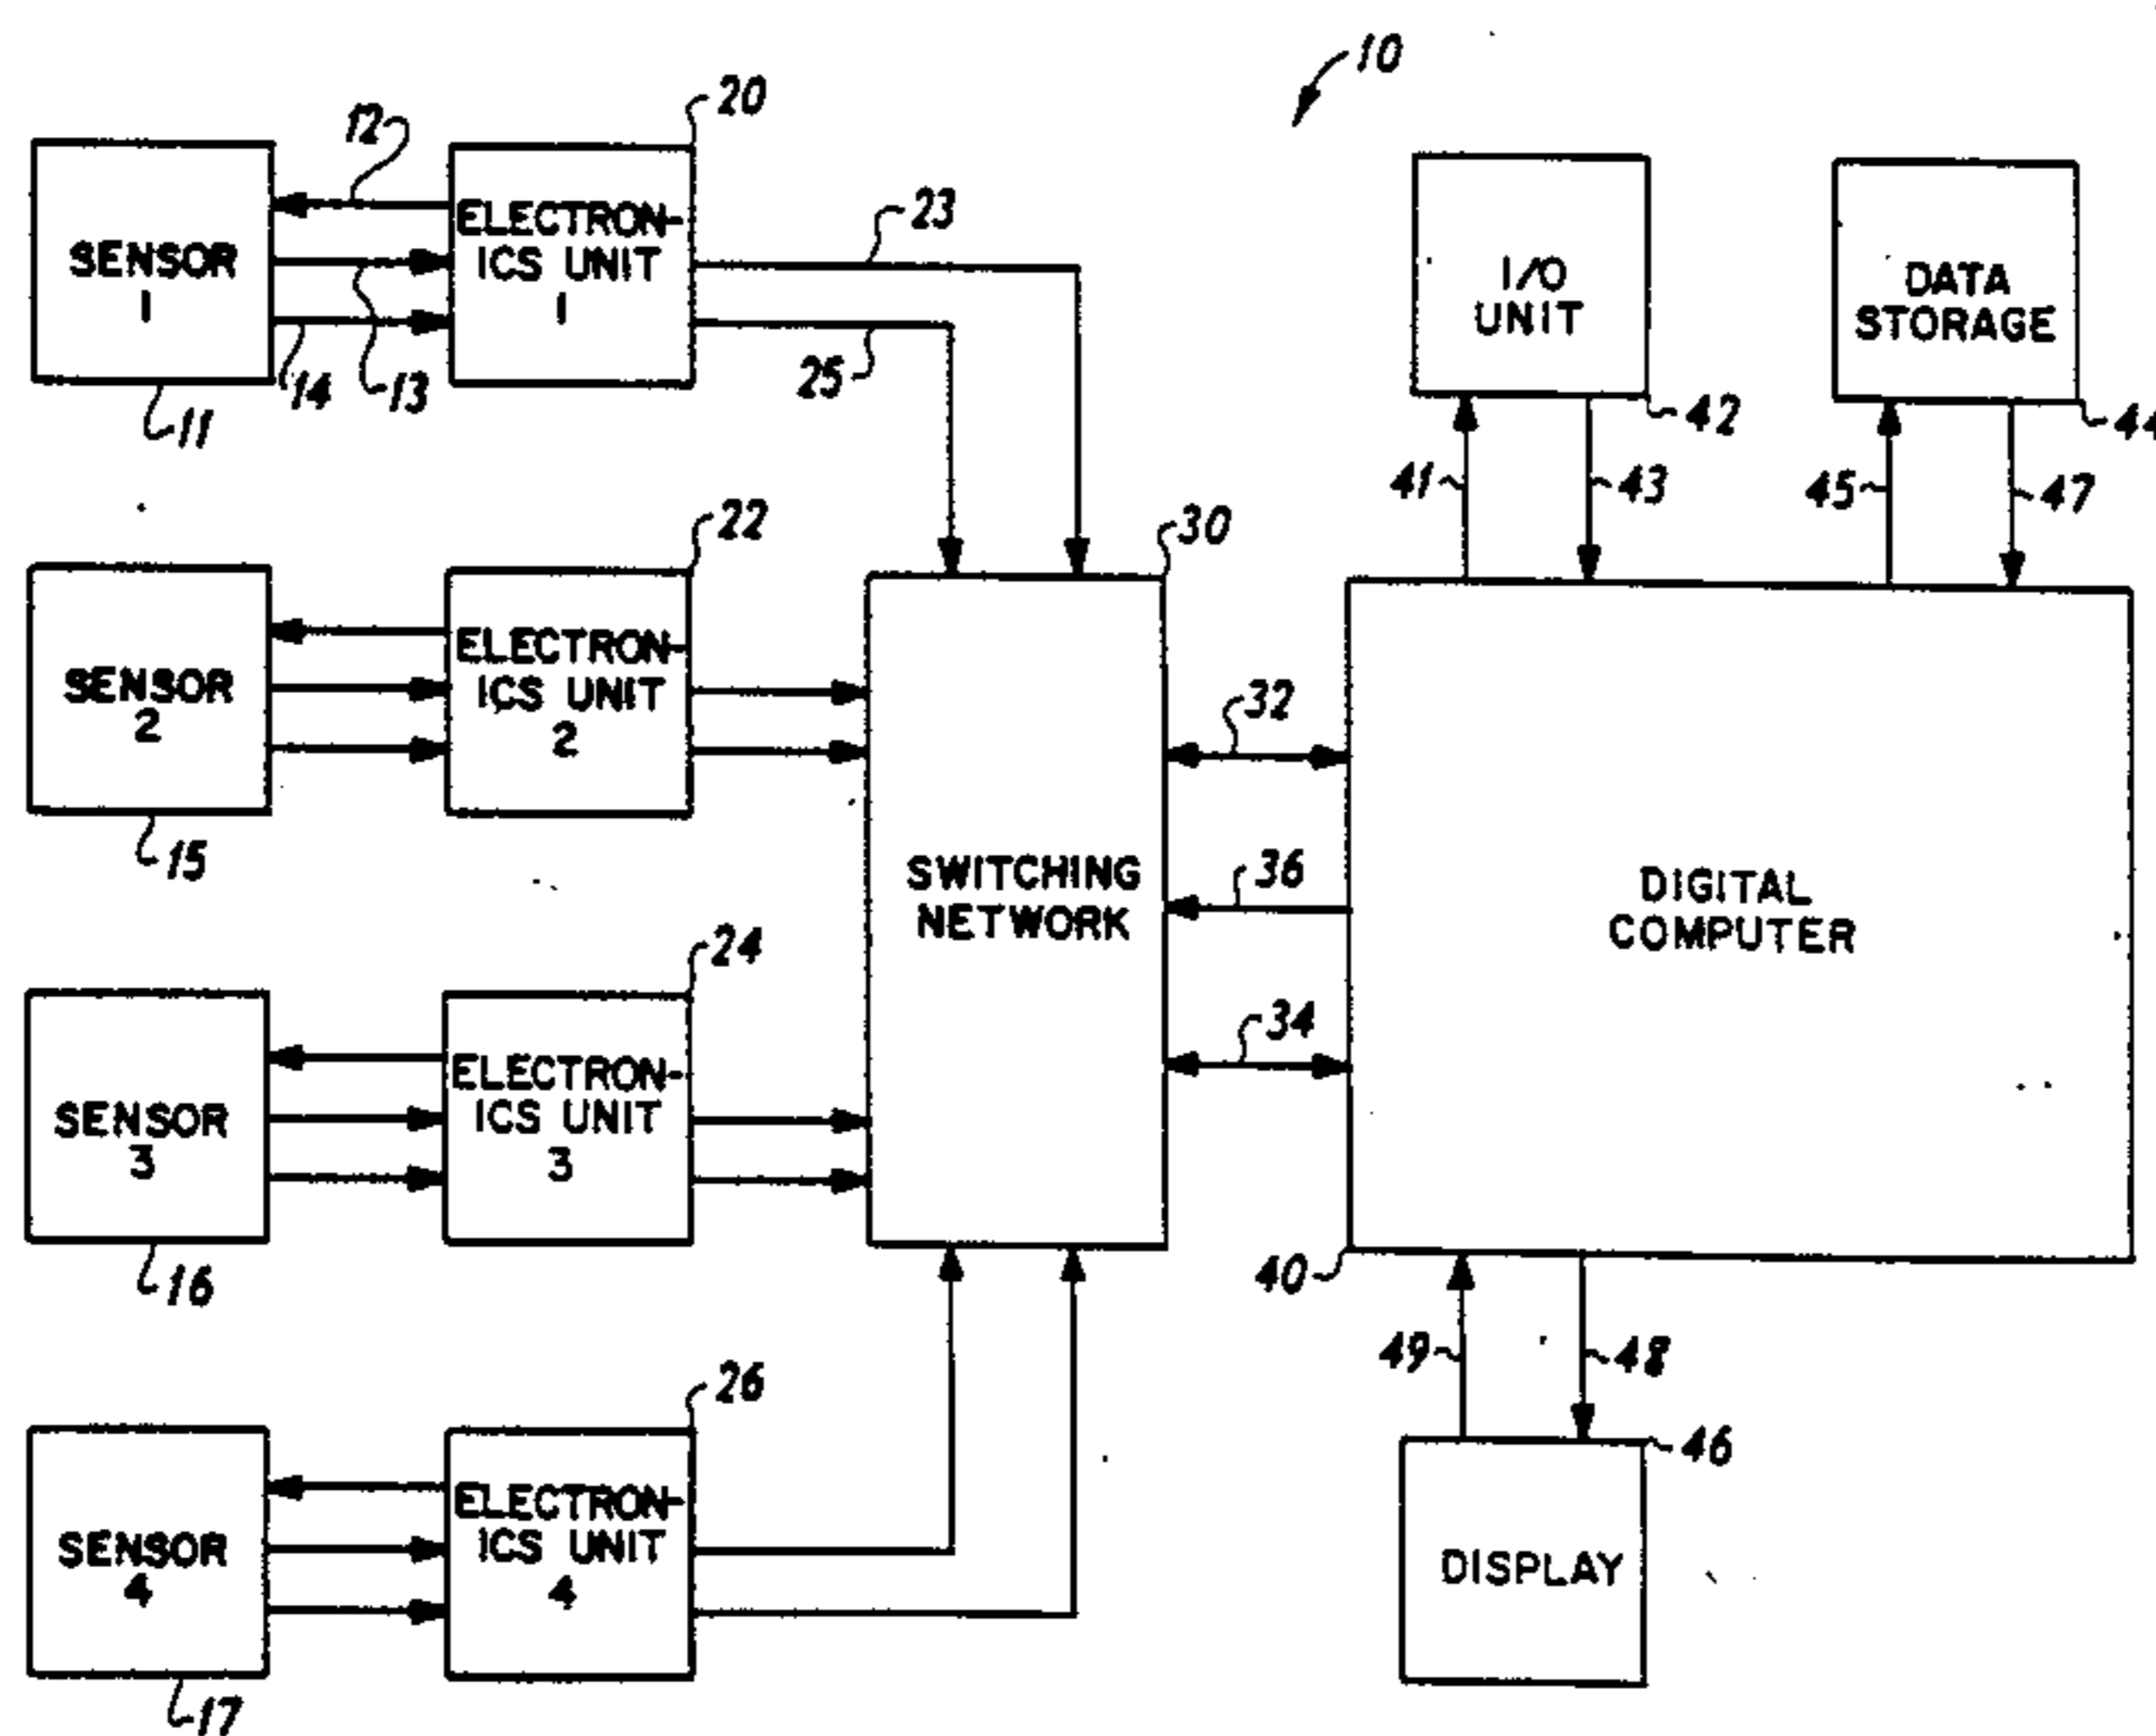 10
20
12
SENSOR
1
ELECTRON-
ICS UNIT
1
23
25
14
13
11
I/O
UNIT
DATA
STORAGE
42
44
41
43
45
47
22
30
SENSOR
2
ELECTRON-
ICS UNIT
2
15
32
SWITCHING
NETWORK
36
DIGITAL
COMPUTER
24
34
SENSOR
3
ELECTRON-
ICS UNIT
3
16
40
49
48
26
46
SENSOR
4
ELECTRON-
ICS UNIT
4
DISPLAY
17